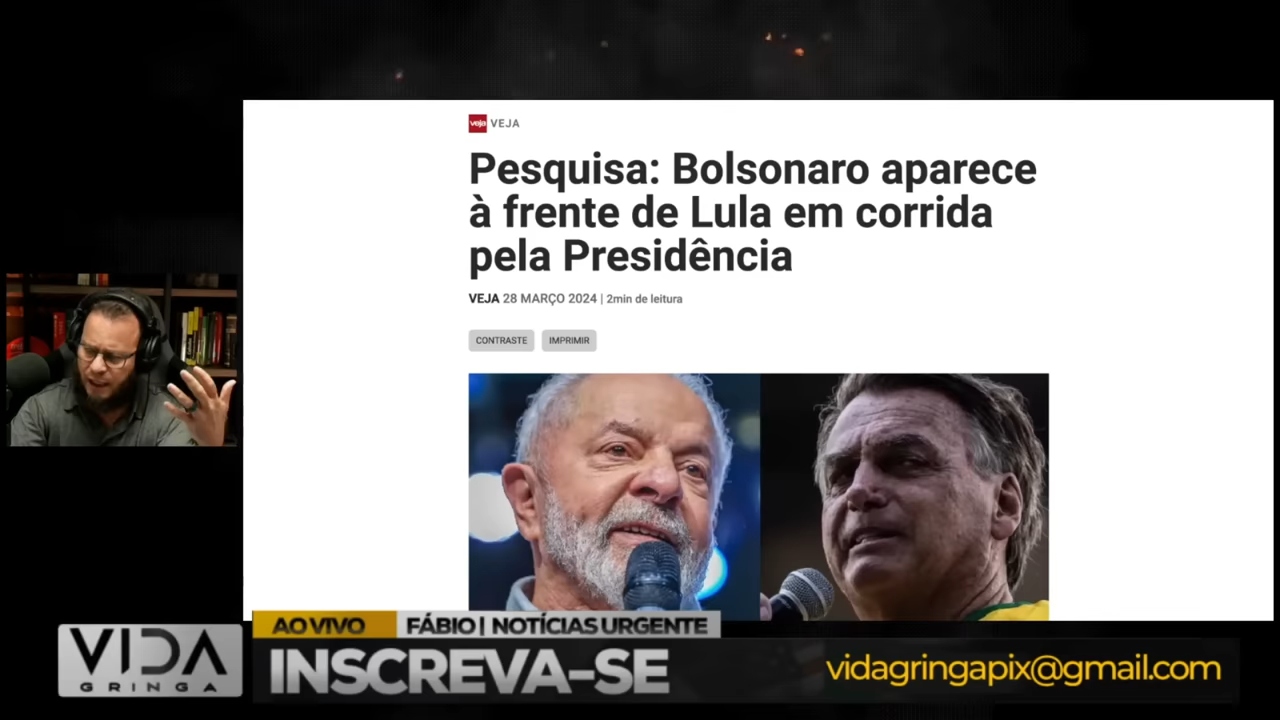 veja VEJA
Pesquisa: Bolsonaro aparece
à frente de Lula em corrida
pela Presidência
VEJA 28 MARÇO 2024 | 2min de leitura
CONTRASTE IMPRIMIR
AO VIVO FÁBIO | NOTÍCIAS URGENTE
VIDA
GRINGA
INSCREVA-SE
vidagringapix@gmail.com